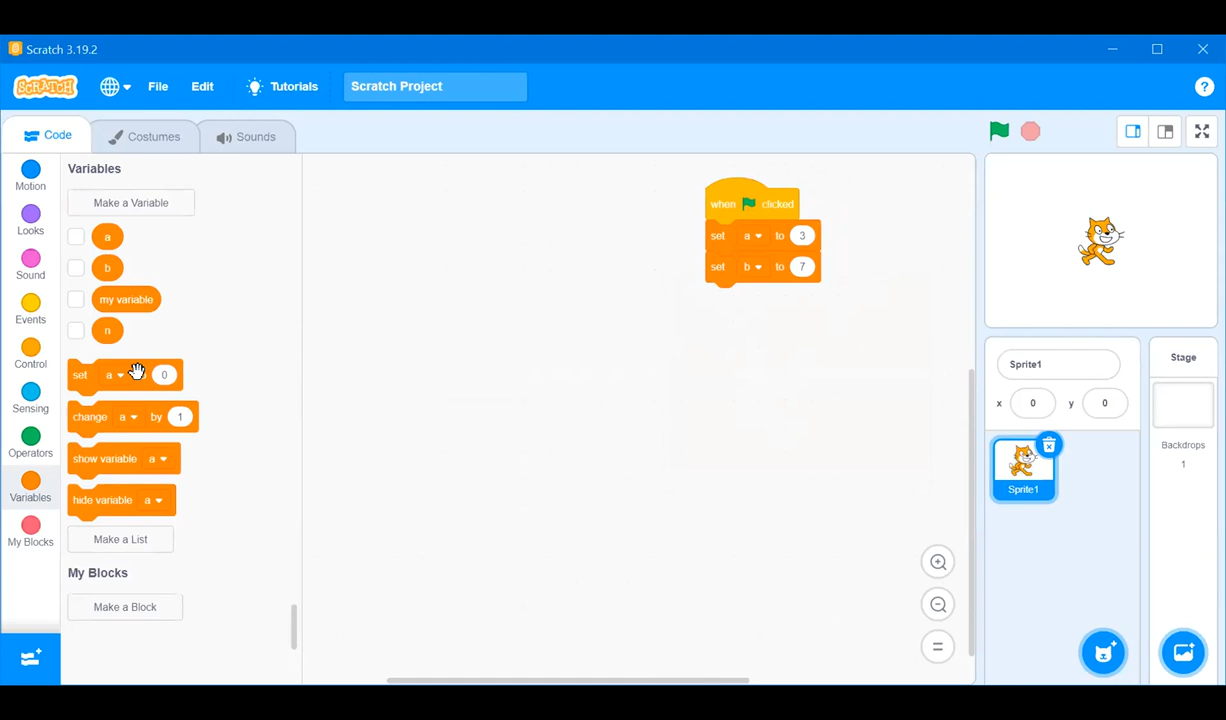 Scratch 3.19.2
SCRATCH File Edit Tutorials Scratch Project ?
Code Costumes Sounds
Motion
Looks
Sound
Events
Control
Sensing
Operators
Variables
My Blocks
Variables
Make a Variable
a
b
my variable
n
set a 0
change a by 1
show variable a
hide variable a
Make a List
My Blocks
Make a Block
when clicked
set a to 3
set b to 7
Sprite1
x 0 y 0
Sprite1
Stage
Backdrops
1